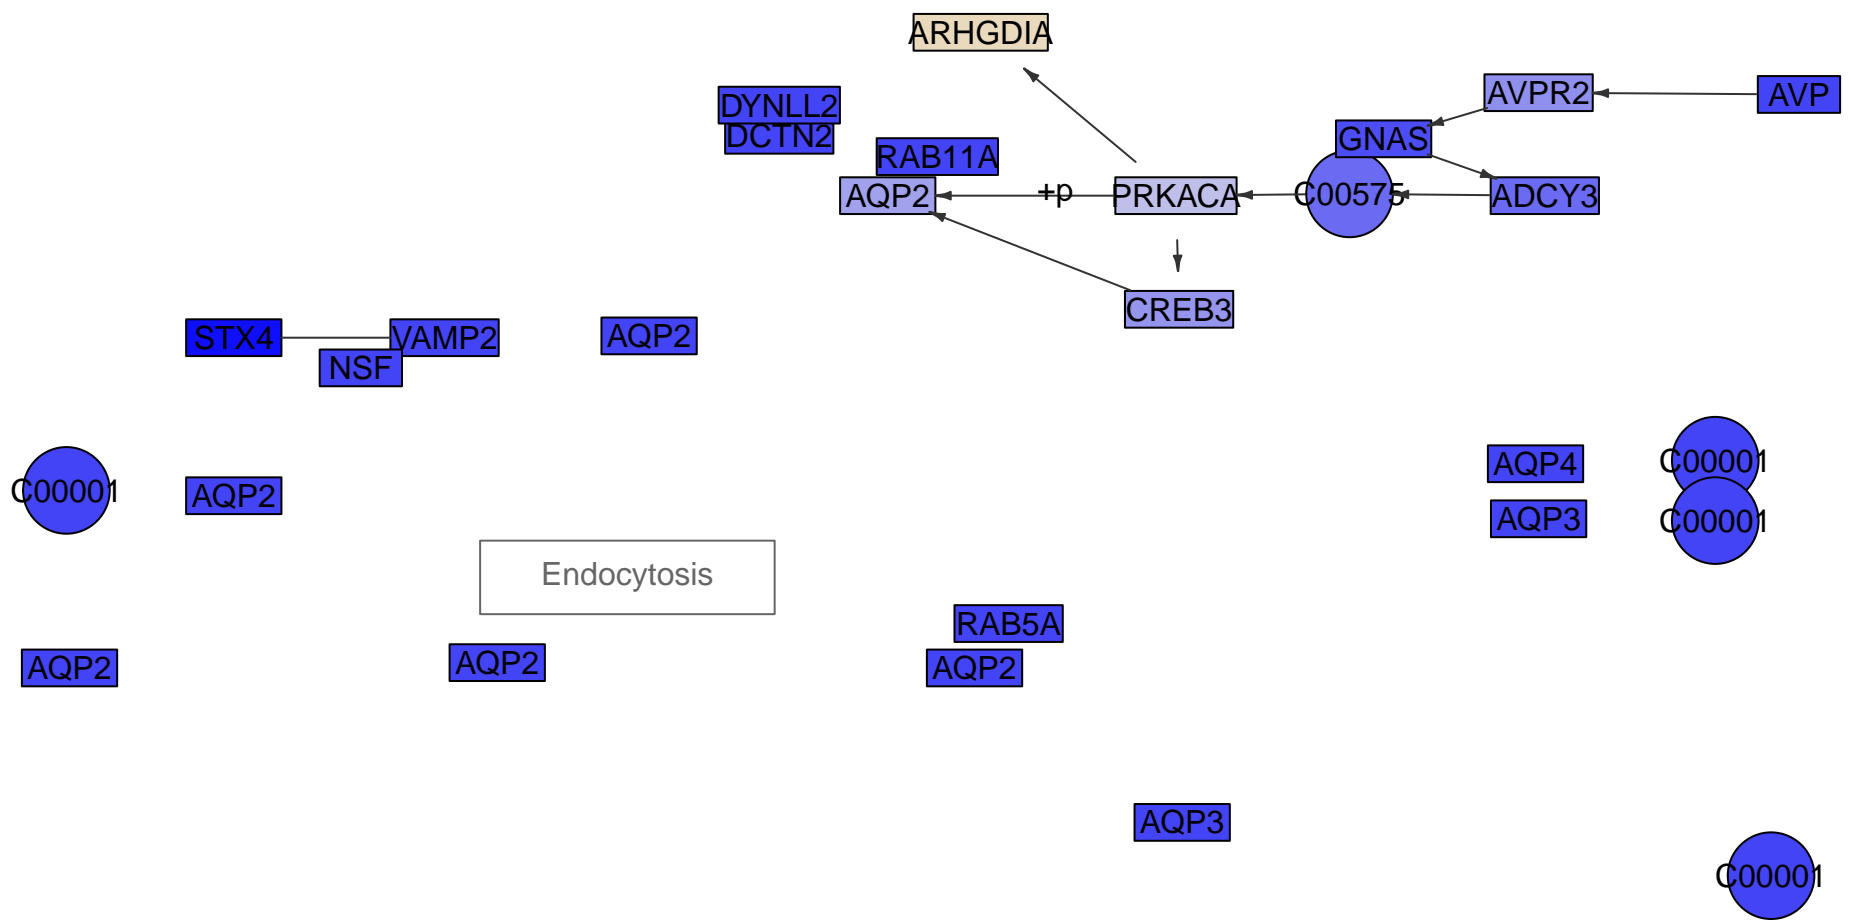 ARHGDIA
DYNLL2
AVPR2
AVP
DCTN2
GNAS
RAB11A
AQP2
+p
PRKACA
C00575
ADCY3
CREB3
STX4
VAMP2
AQP2
NSF
C00001
AQP2
AQP4
C00001
AQP3
C00001
Endocytosis
RAB5A
AQP2
AQP2
AQP2
AQP3
C00001